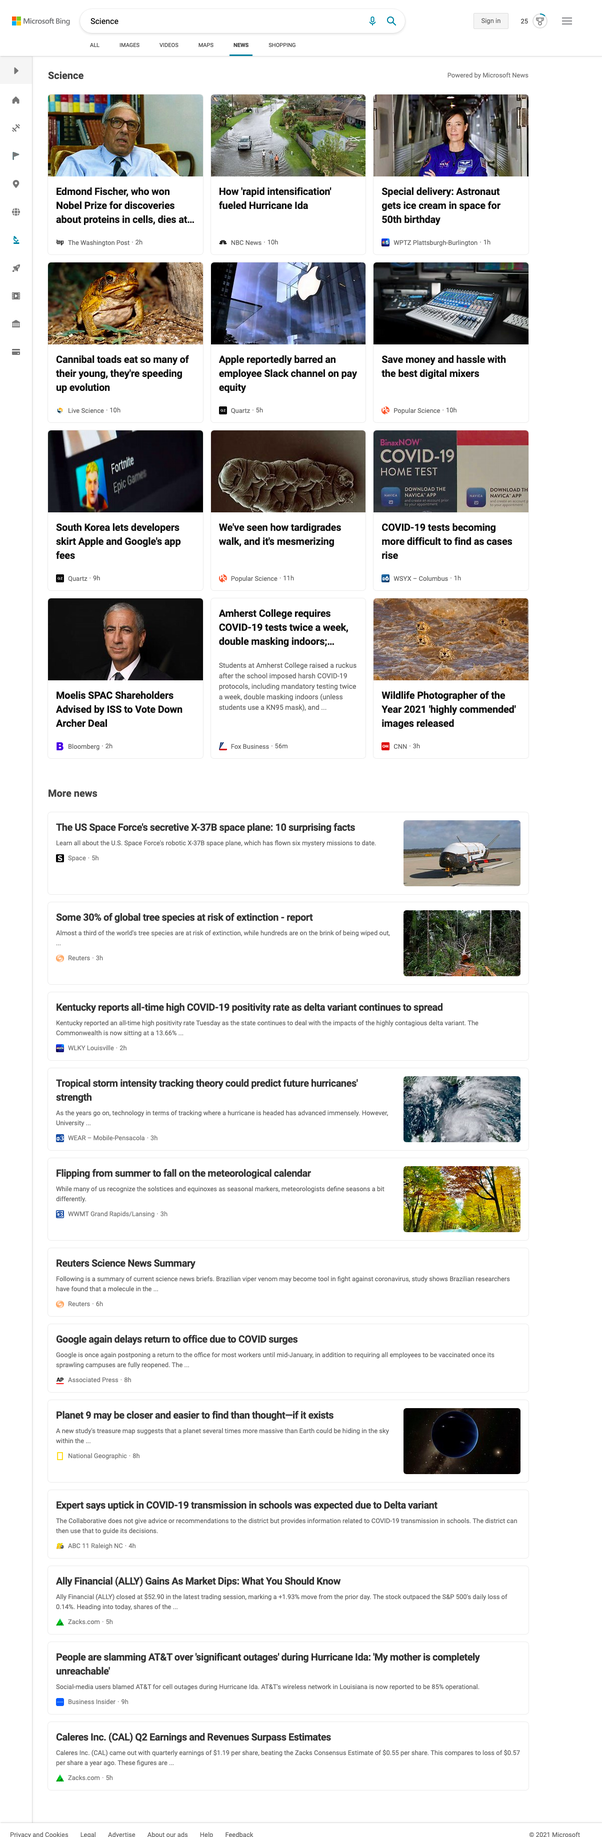 Microsoft Bing
Science
Sign in
25
ALL IMAGES VIDEOS MAPS NEWS SHOPPING
Science
Powered by Microsoft News
Edmond Fischer, who won
Nobel Prize for discoveries
about proteins in cells, dies at...
The Washington Post · 2h
How 'rapid intensification'
fueled Hurricane Ida
NBC News · 10h
Special delivery: Astronaut
gets ice cream in space for
50th birthday
WPTZ Plattsburgh-Burlington · 1h
Cannibal toads eat so many of
their young, they're speeding
up evolution
Live Science · 10h
Apple reportedly barred an
employee Slack channel on pay
equity
Quartz · 5h
Save money and hassle with
the best digital mixers
Popular Science · 10h
Fortnite
Epic Games
South Korea lets developers
skirt Apple and Google's app
fees
Quartz · 9h
We've seen how tardigrades
walk, and it's mesmerizing
Popular Science · 11h
BinaxNOW
COVID-19
HOME TEST
DOWNLOAD THE
NAVICA APP
DOWNLOAD TH
NAVICA APP
COVID-19 tests becoming
more difficult to find as cases
rise
WSYX – Columbus · 1h
Moelis SPAC Shareholders
Advised by ISS to Vote Down
Archer Deal
Bloomberg · 2h
Amherst College requires
COVID-19 tests twice a week,
double masking indoors;...
Students at Amherst College raised a ruckus
after the school imposed harsh COVID-19
protocols, including mandatory testing twice
a week, double masking indoors (unless
students use a KN95 mask), and ...
Fox Business · 56m
Wildlife Photographer of the
Year 2021 'highly commended'
images released
CNN · 3h
More news
The US Space Force's secretive X-37B space plane: 10 surprising facts
Learn all about the U.S. Space Force's robotic X-37B space plane, which has flown six mystery missions to date.
Space · 5h
Some 30% of global tree species at risk of extinction - report
Almost a third of the world's tree species are at risk of extinction, while hundreds are on the brink of being wiped out,
...
Reuters · 3h
Kentucky reports all-time high COVID-19 positivity rate as delta variant continues to spread
Kentucky reported an all-time high positivity rate Tuesday as the state continues to deal with the impacts of the highly contagious delta variant. The
Commonwealth is now sitting at a 13.66% ...
WLKY Louisville · 2h
Tropical storm intensity tracking theory could predict future hurricanes'
strength
As the years go on, technology in terms of tracking where a hurricane is headed has advanced immensely. However,
University ...
WEAR – Mobile-Pensacola · 3h
Flipping from summer to fall on the meteorological calendar
While many of us recognize the solstices and equinoxes as seasonal markers, meteorologists define seasons a bit
differently.
WWMT Grand Rapids/Lansing · 3h
Reuters Science News Summary
Following is a summary of current science news briefs. Brazilian viper venom may become tool in fight against coronavirus, study shows Brazilian researchers
have found that a molecule in the ...
Reuters · 6h
Google again delays return to office due to COVID surges
Google is once again postponing a return to the office for most workers until mid-January, in addition to requiring all employees to be vaccinated once its
sprawling campuses are fully reopened. The ...
AP Associated Press · 8h
Planet 9 may be closer and easier to find than thought—if it exists
A new study's treasure map suggests that a planet several times more massive than Earth could be hiding in the sky
within the ...
National Geographic · 8h
Expert says uptick in COVID-19 transmission in schools was expected due to Delta variant
The Collaborative does not give advice or recommendations to the district but provides information related to COVID-19 transmission in schools. The district can
then use that to guide its decisions.
ABC 11 Raleigh NC · 4h
Ally Financial (ALLY) Gains As Market Dips: What You Should Know
Ally Financial (ALLY) closed at $52.90 in the latest trading session, marking a +1.93% move from the prior day. The stock outpaced the S&P 500's daily loss of
0.14%. Heading into today, shares of the ...
Zacks.com · 5h
People are slamming AT&T over 'significant outages' during Hurricane Ida: 'My mother is completely
unreachable'
Social-media users blamed AT&T for cell outages during Hurricane Ida. AT&T's wireless network in Louisiana is now reported to be 85% operational.
Business Insider · 9h
Caleres Inc. (CAL) Q2 Earnings and Revenues Surpass Estimates
Caleres Inc. (CAL) came out with quarterly earnings of $1.19 per share, beating the Zacks Consensus Estimate of $0.55 per share. This compares to loss of $0.57
per share a year ago. These figures are ...
Zacks.com · 5h
Privacy and Cookies Legal Advertise About our ads Help Feedback
© 2021 Microsoft